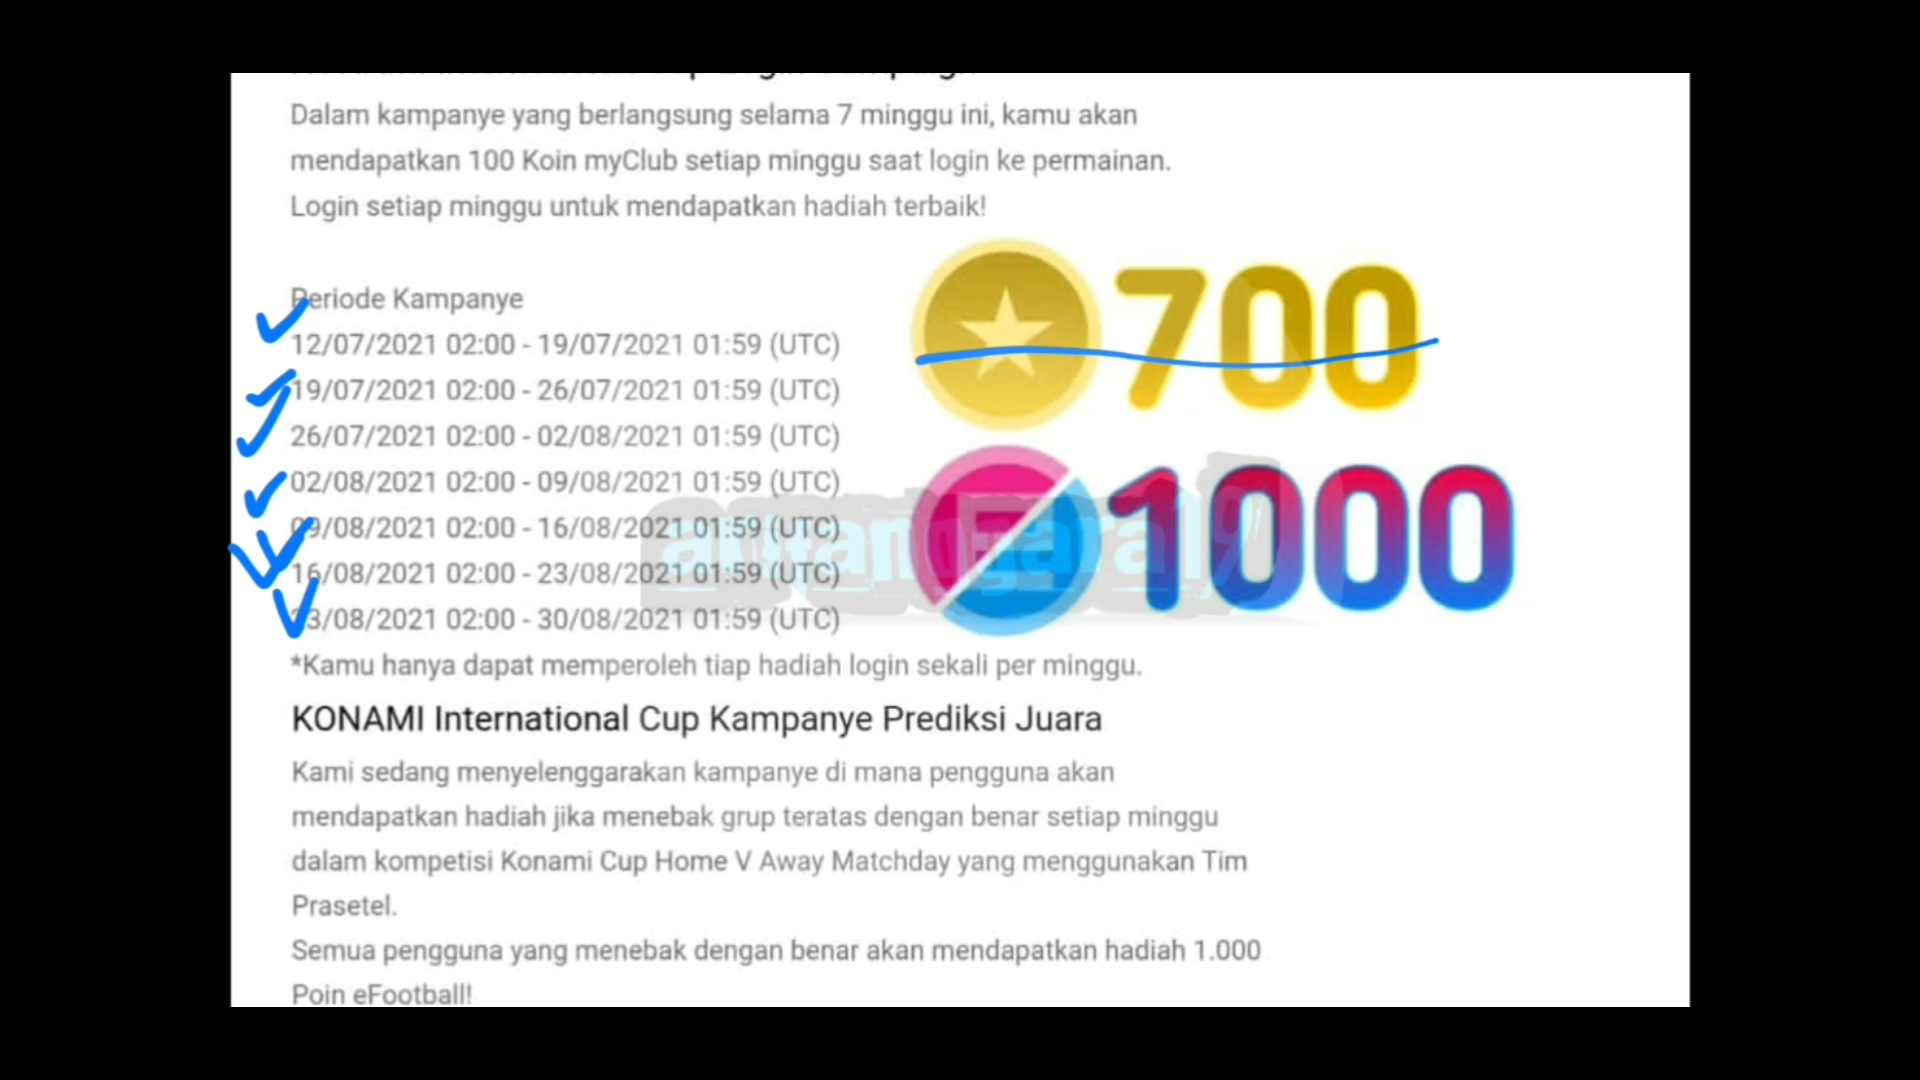 Dalam kampanye yang berlangsung selama 7 minggu ini, kamu akan
mendapatkan 100 Koin myClub setiap minggu saat login ke permainan.
Login setiap minggu untuk mendapatkan hadiah terbaik!
Periode Kampanye
12/07/2021 02:00 - 19/07/2021 01:59 (UTC)
19/07/2021 02:00 - 26/07/2021 01:59 (UTC)
26/07/2021 02:00 - 02/08/2021 01:59 (UTC)
02/08/2021 02:00 - 09/08/2021 01:59 (UTC)
09/08/2021 02:00 - 16/08/2021 01:59 (UTC)
16/08/2021 02:00 - 23/08/2021 01:59 (UTC)
23/08/2021 02:00 - 30/08/2021 01:59 (UTC)
*Kamu hanya dapat memperoleh tiap hadiah login sekali per minggu.
700
1000
KONAMI International Cup Kampanye Prediksi Juara
Kami sedang menyelenggarakan kampanye di mana pengguna akan
mendapatkan hadiah jika menebak grup teratas dengan benar setiap minggu
dalam kompetisi Konami Cup Home V Away Matchday yang menggunakan Tim
Prasetel.
Semua pengguna yang menebak dengan benar akan mendapatkan hadiah 1.000
Poin eFootball!